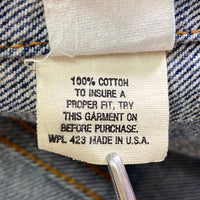 100% COTTON
TO INSURE A
PROPER FIT, TRY
THIS GARMENT ON
BEFORE PURCHASE.
WPL 423 MADE IN U.S.A.